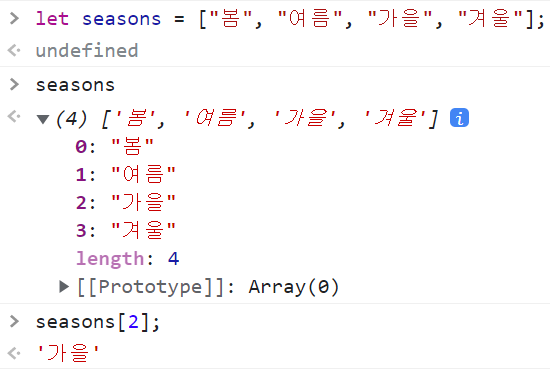 > let seasons = ["봄", "여름", "가을", "겨울"];
undefined
> seasons
(4) ['봄', '여름', '가을', '겨울'] i
0: "봄"
1: "여름"
2: "가을"
3: "겨울"
length: 4
[[Prototype]]: Array(0)
> seasons[2];
'가을'